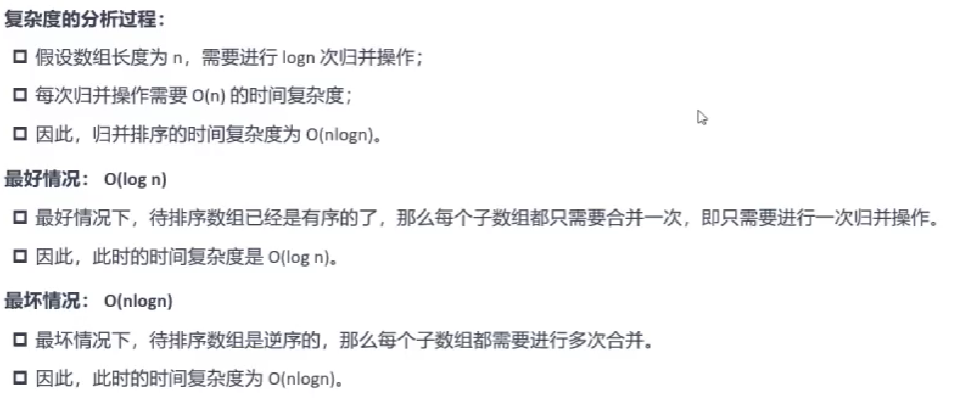 复杂度的分析过程：
假设数组长度为 n，需要进行 logn 次归并操作；
每次归并操作需要 O(n) 的时间复杂度；
因此，归并排序的时间复杂度为 O(nlogn)。
最好情况： O(log n)
最好情况下，待排序数组已经是有序的了，那么每个子数组都只需要合并一次，即只需要进行一次归并操作。
因此，此时的时间复杂度是 O(log n)。
最坏情况： O(nlogn)
最坏情况下，待排序数组是逆序的，那么每个子数组都需要进行多次合并。
因此，此时的时间复杂度为 O(nlogn)。